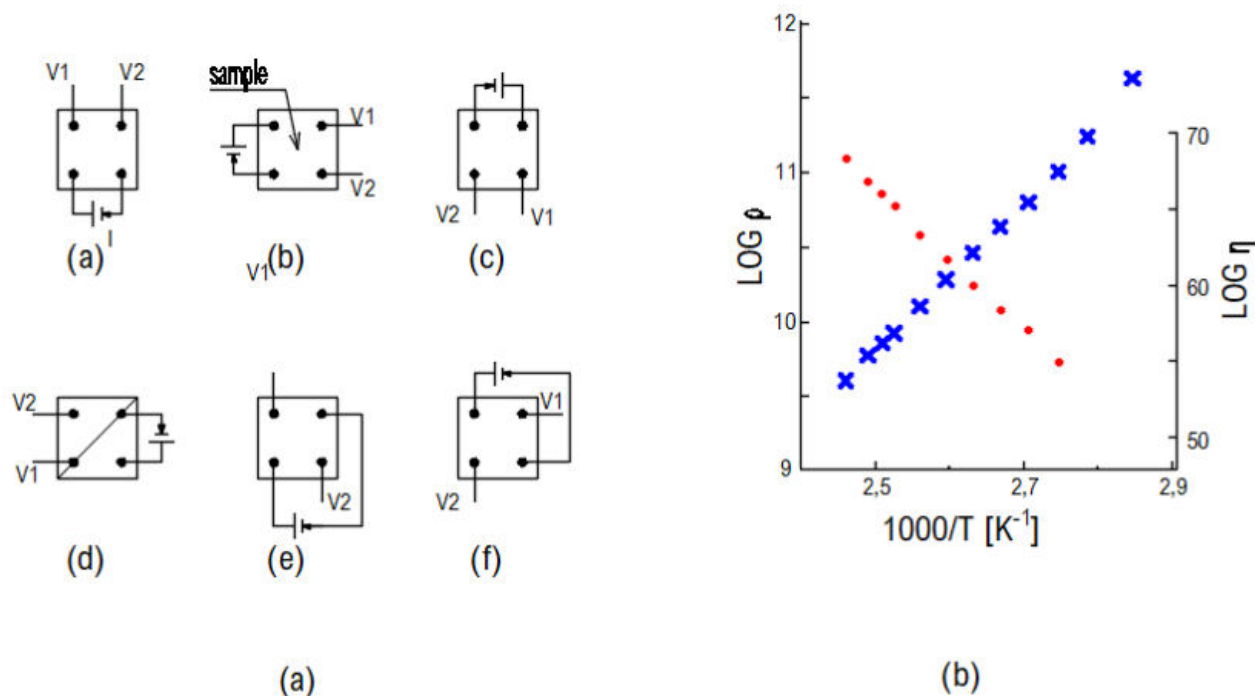 V1 V2
I
(a)
sample
V1
V2
V1
(b)
V2 V1
(c)
V2
V1
(d)
V2
(e)
V1
V2
(f)
(a)
12
11
10
9
LOG ρ
70
60
50
LOG η
2,5 2,7 2,9
1000/T [K⁻¹]
(b)